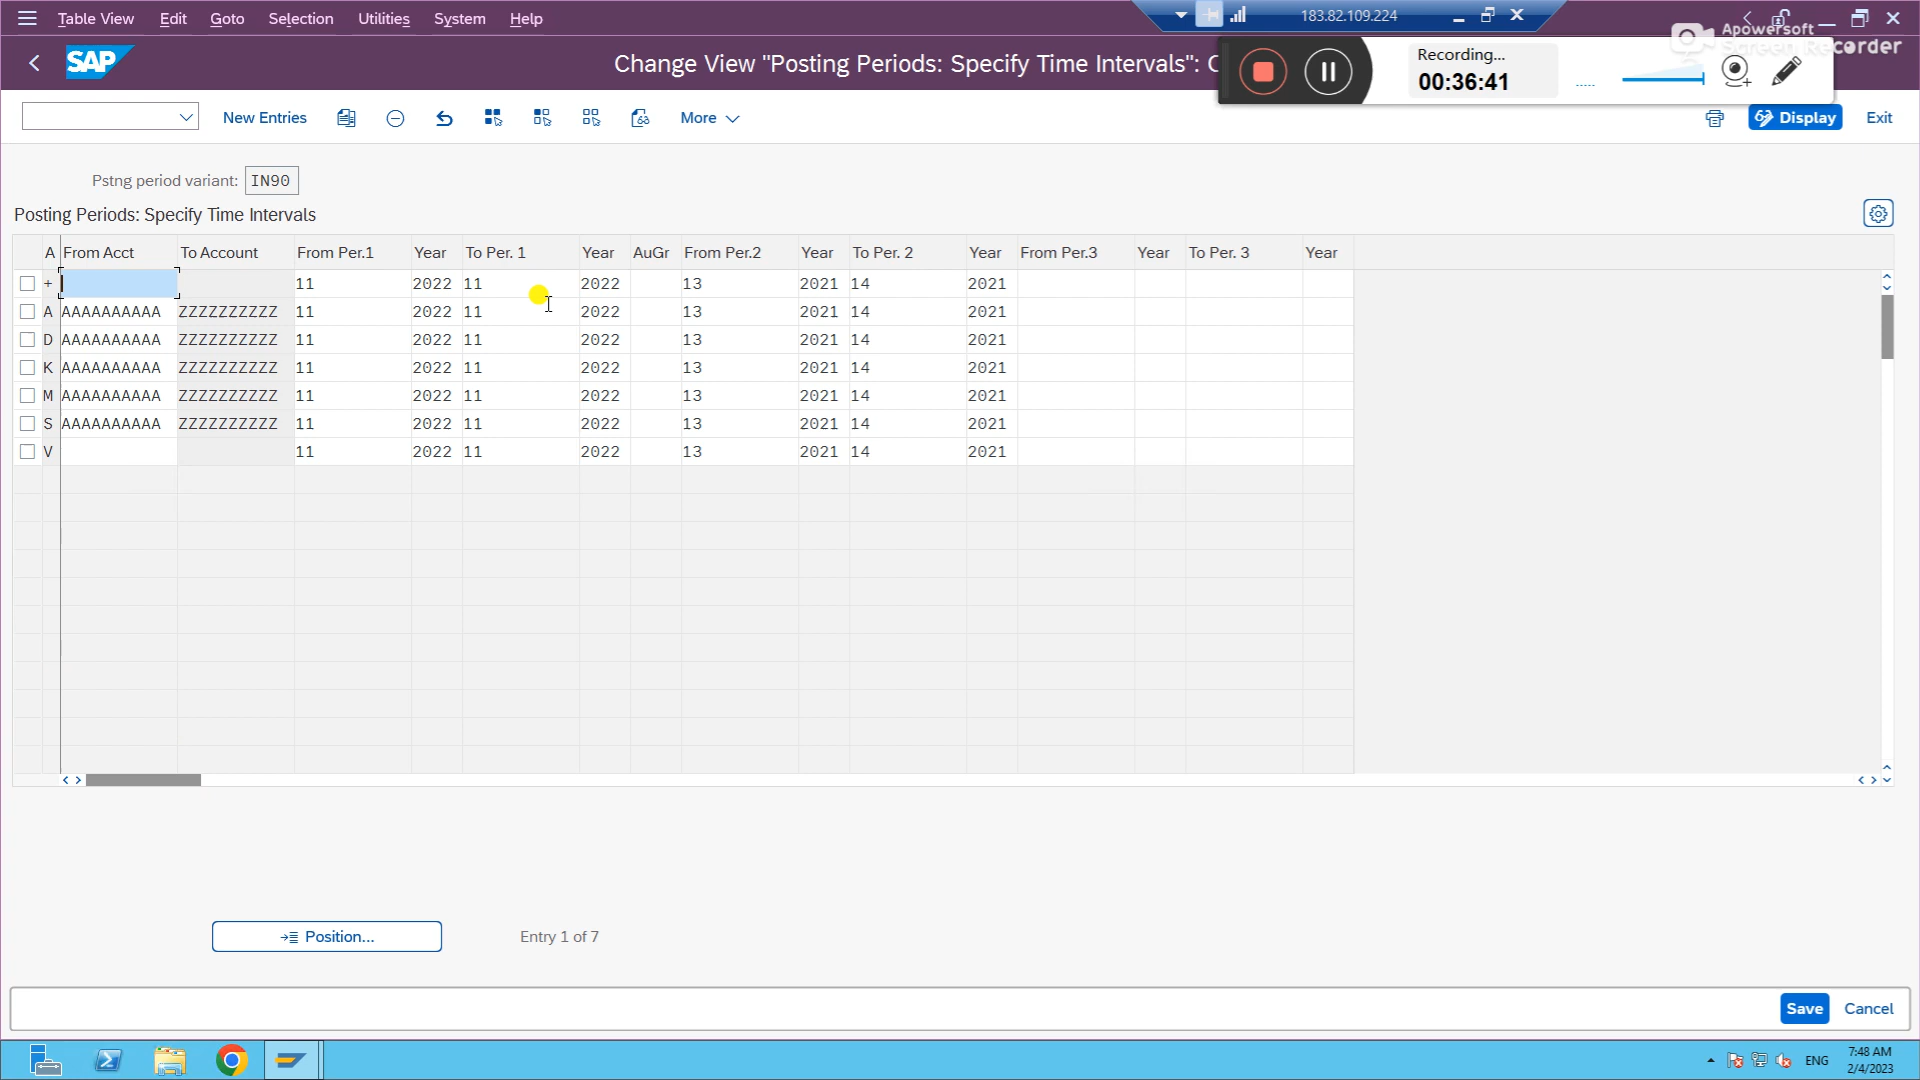 Table View Edit Goto Selection Utilities System Help
183.82.109.224
Apowersoft
Screen Recorder
SAP
Change View "Posting Periods: Specify Time Intervals":
Recording...
00:36:41
New Entries More Display Exit
Pstng period variant: IN90
Posting Periods: Specify Time Intervals
A From Acct To Account From Per.1 Year To Per. 1 Year AuGr From Per.2 Year To Per. 2 Year From Per.3 Year To Per. 3 Year
+ 11 2022 11 2022 13 2021 14 2021
A AAAAAAAAAA ZZZZZZZZZZ 11 2022 11 2022 13 2021 14 2021
D AAAAAAAAAA ZZZZZZZZZZ 11 2022 11 2022 13 2021 14 2021
K AAAAAAAAAA ZZZZZZZZZZ 11 2022 11 2022 13 2021 14 2021
M AAAAAAAAAA ZZZZZZZZZZ 11 2022 11 2022 13 2021 14 2021
S AAAAAAAAAA ZZZZZZZZZZ 11 2022 11 2022 13 2021 14 2021
V 11 2022 11 2022 13 2021 14 2021
Position... Entry 1 of 7
Save Cancel
ENG 7:48 AM
2/4/2023